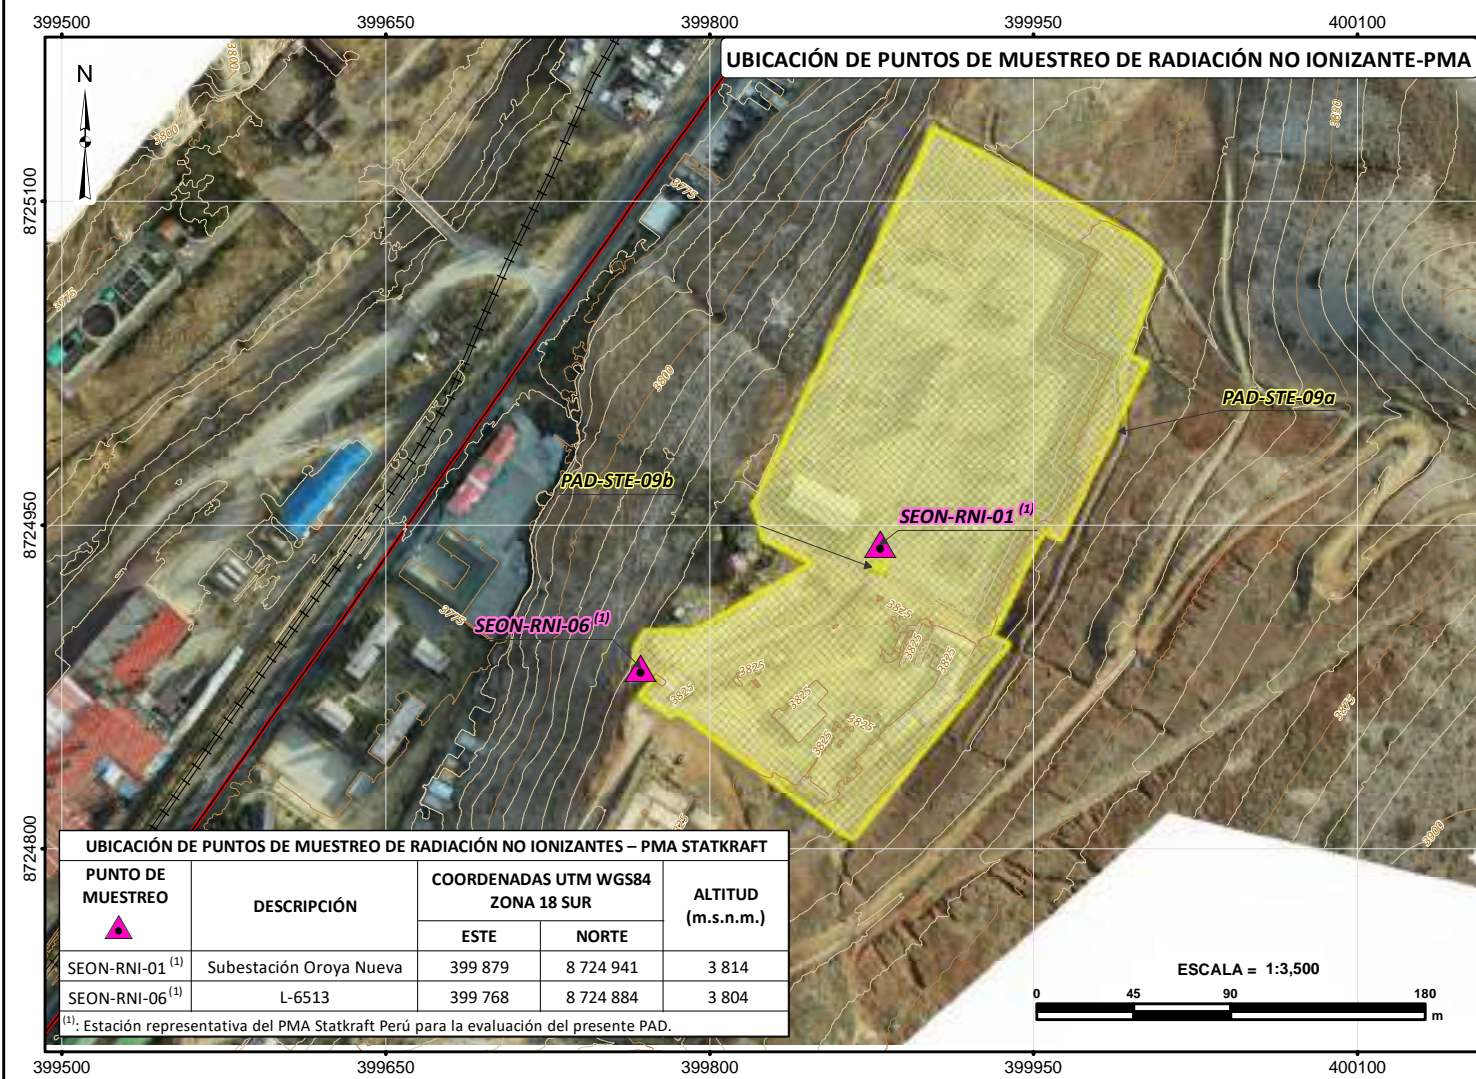 399500 399650 399800 399950 400100
UBICACIÓN DE PUNTOS DE MUESTREO DE RADIACIÓN NO IONIZANTE-PMA
N
3800
3800
3830
3775
8725100
3775
3800
PAD-STE-09a
PAD-STE-09b
SEON-RNI-01 (1)
8724950
3825
3775
SEON-RNI-06 (1)
3825
3825
3825
3825
3825
3825
3825
3875
8724800
3900
UBICACIÓN DE PUNTOS DE MUESTREO DE RADIACIÓN NO IONIZANTES – PMA STATKRAFT
PUNTO DE MUESTREO
DESCRIPCIÓN
COORDENADAS UTM WGS84 ZONA 18 SUR
ALTITUD (m.s.n.m.)
ESTE NORTE
SEON-RNI-01 (1) Subestación Oroya Nueva 399 879 8 724 941 3 814
SEON-RNI-06 (1) L-6513 399 768 8 724 884 3 804
(1): Estación representativa del PMA Statkraft Perú para la evaluación del presente PAD.
ESCALA = 1:3,500
0 45 90 180
m
399500 399650 399800 399950 400100